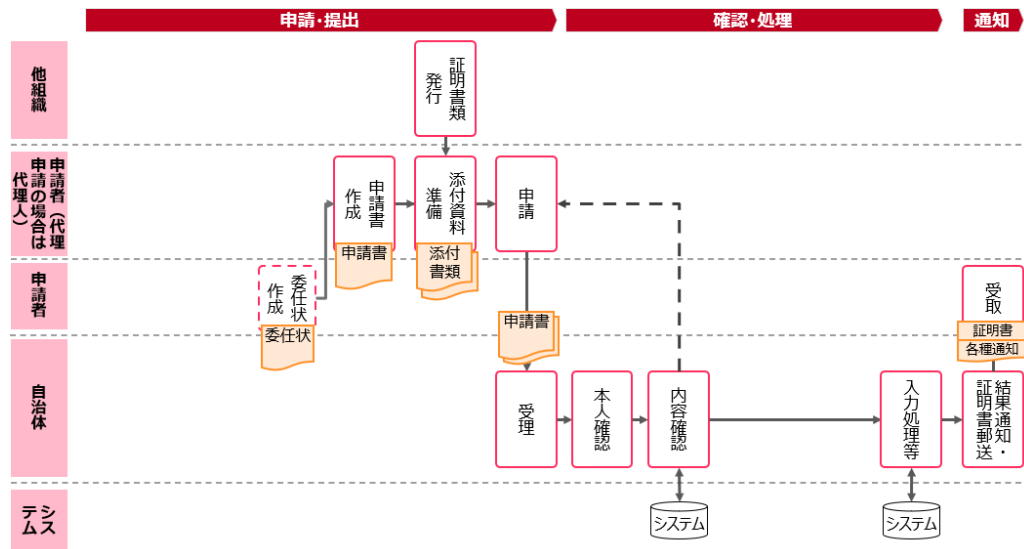 申請・提出
確認・処理
通知
他組織
証明書類
発行
申請者（代理
申請の場合は
代理人）
申請書
作成
添付資料
準備
申請
申請書
添付
書類
申請者
委任状
作成
委任状
申請書
受取
証明書
各種通知
自治体
受理
本人確認
内容確認
入力処理等
結果通知・
証明書郵送
シス
テム
システム
システム